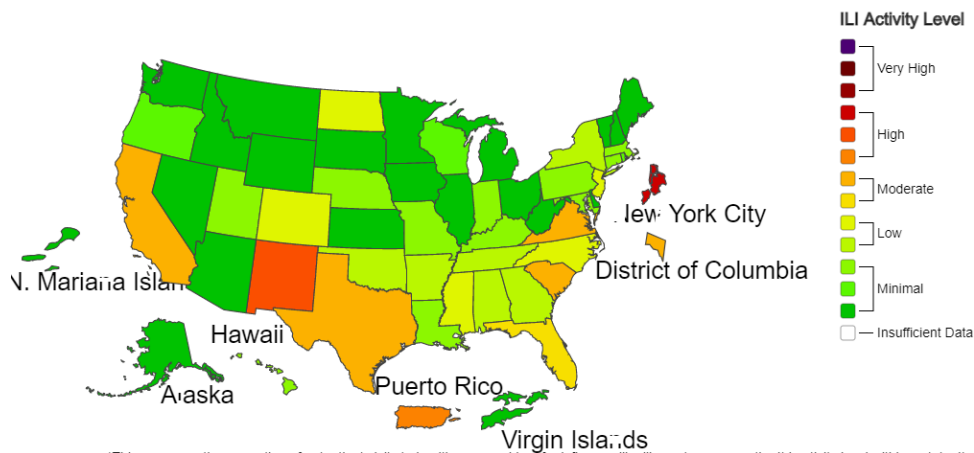 ILI Activity Level
Very High
High
Moderate
Low
Minimal
Insufficient Data
New York City
District of Columbia
N. Mariana Islan
Hawaii
Alaska
Puerto Rico
Virgin Islands